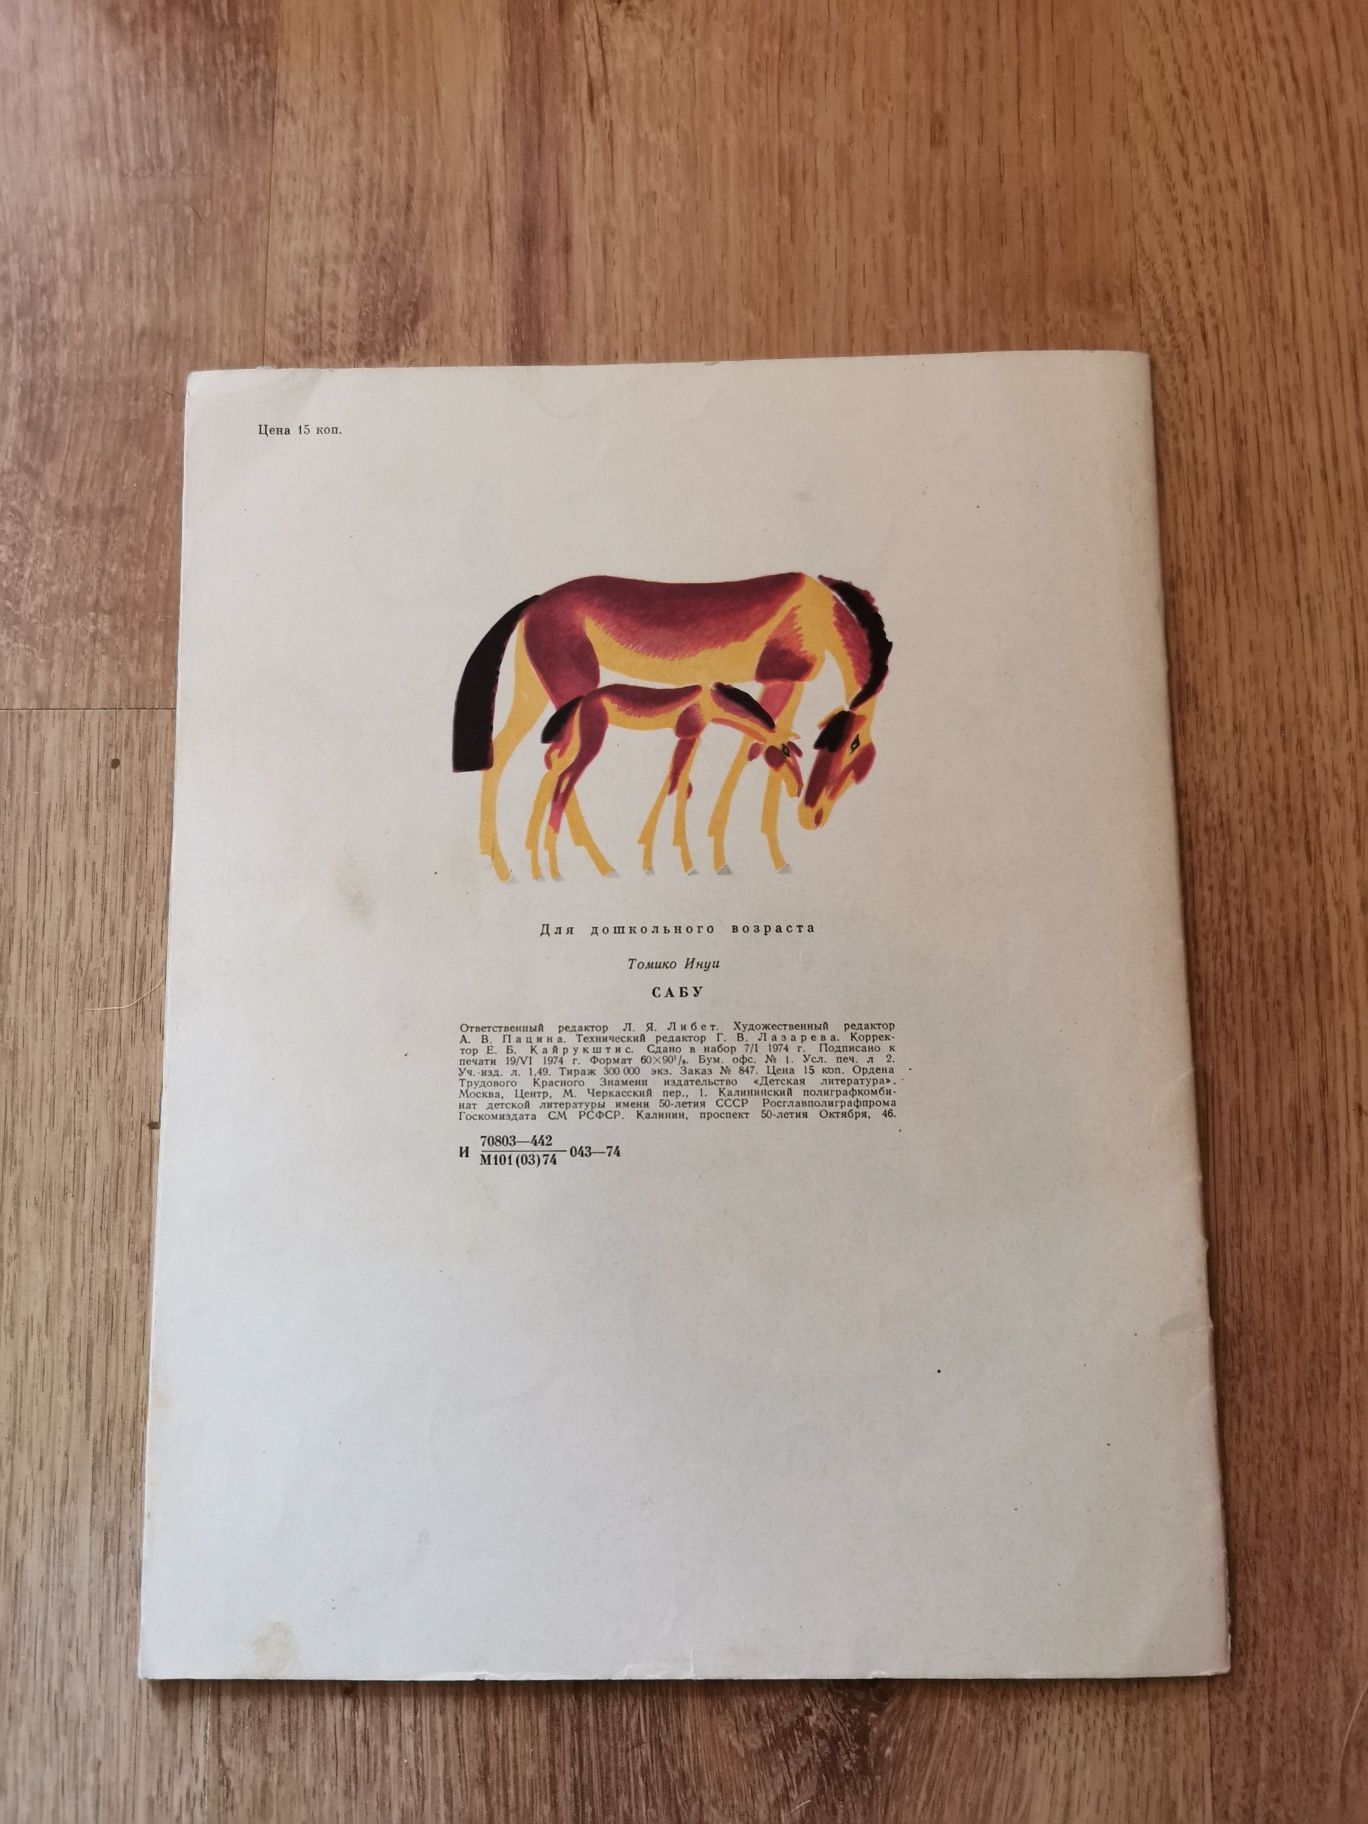 Цена 15 коп.
Для дошкольного возраста
Томико Инуи
САБУ
Ответственный редактор Л. Я. Либет. Художественный редактор
А. В. Пацина. Технический редактор Г. В. Лазарева. Коррек-
тор Е. Б. Кайрукштис. Сдано в набор 7/I 1974 г. Подписано к
печати 19/VI 1974 г. Формат 60×90¹/₈. Бум. офс. № 1. Усл. печ. л 2.
Уч.-изд. л. 1,49. Тираж 300 000 экз. Заказ № 847. Цена 15 коп. Ордена
Трудового Красного Знамени издательство «Детская литература».
Москва, Центр, М. Черкасский пер., 1. Калининский полиграфкомби-
нат детской литературы имени 50-летия СССР Росглавполиграфпрома
Госкомиздата СМ РСФСР. Калинин, проспект 50-летия Октября, 46.
70803—442
И 043—74
М101(03)74